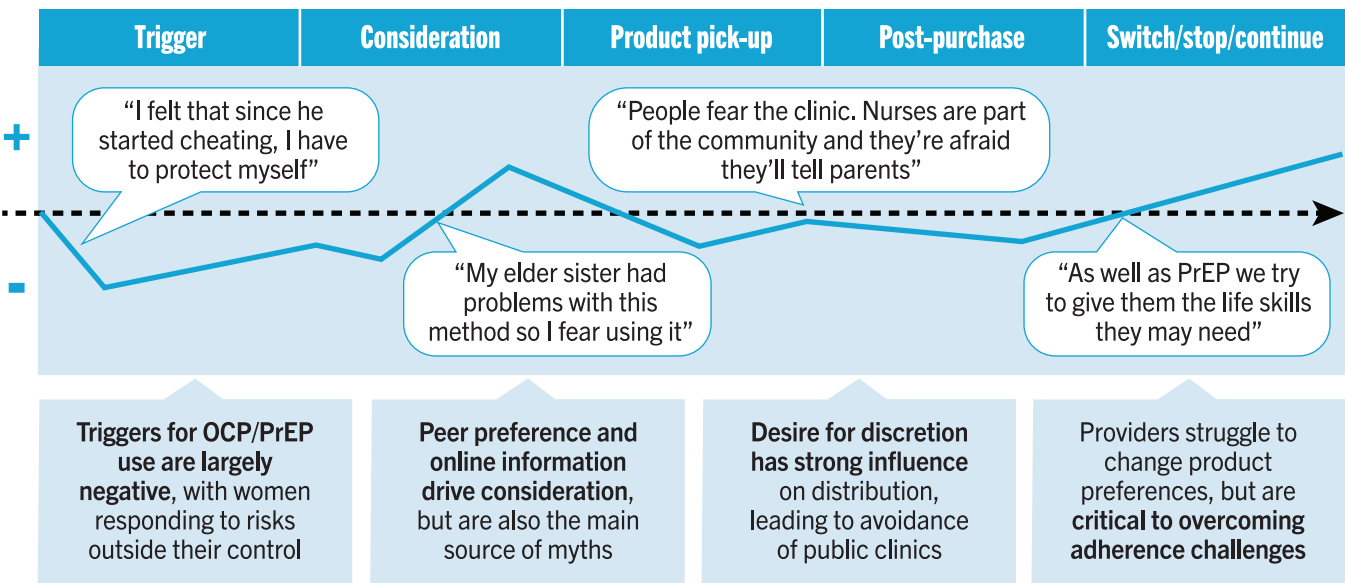 Trigger
Consideration
Product pick-up
Post-purchase
Switch/stop/continue
+
-
“I felt that since he
started cheating, I have
to protect myself”
“My elder sister had
problems with this
method so I fear using it”
“People fear the clinic. Nurses are part
of the community and they’re afraid
they’ll tell parents”
“As well as PrEP we try
to give them the life skills
they may need”
Triggers for OCP/PrEP
use are largely
negative, with women
responding to risks
outside their control
Peer preference and
online information
drive consideration,
but are also the main
source of myths
Desire for discretion
has strong influence
on distribution,
leading to avoidance
of public clinics
Providers struggle to
change product
preferences, but are
critical to overcoming
adherence challenges